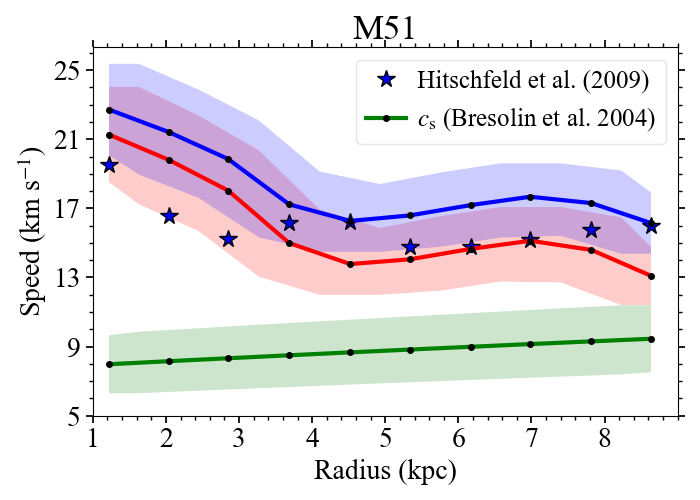 M51
25
21
17
13
9
5
Speed (km s⁻¹)
Hitschfeld et al. (2009)
cₛ (Bresolin et al. 2004)
1 2 3 4 5 6 7 8
Radius (kpc)